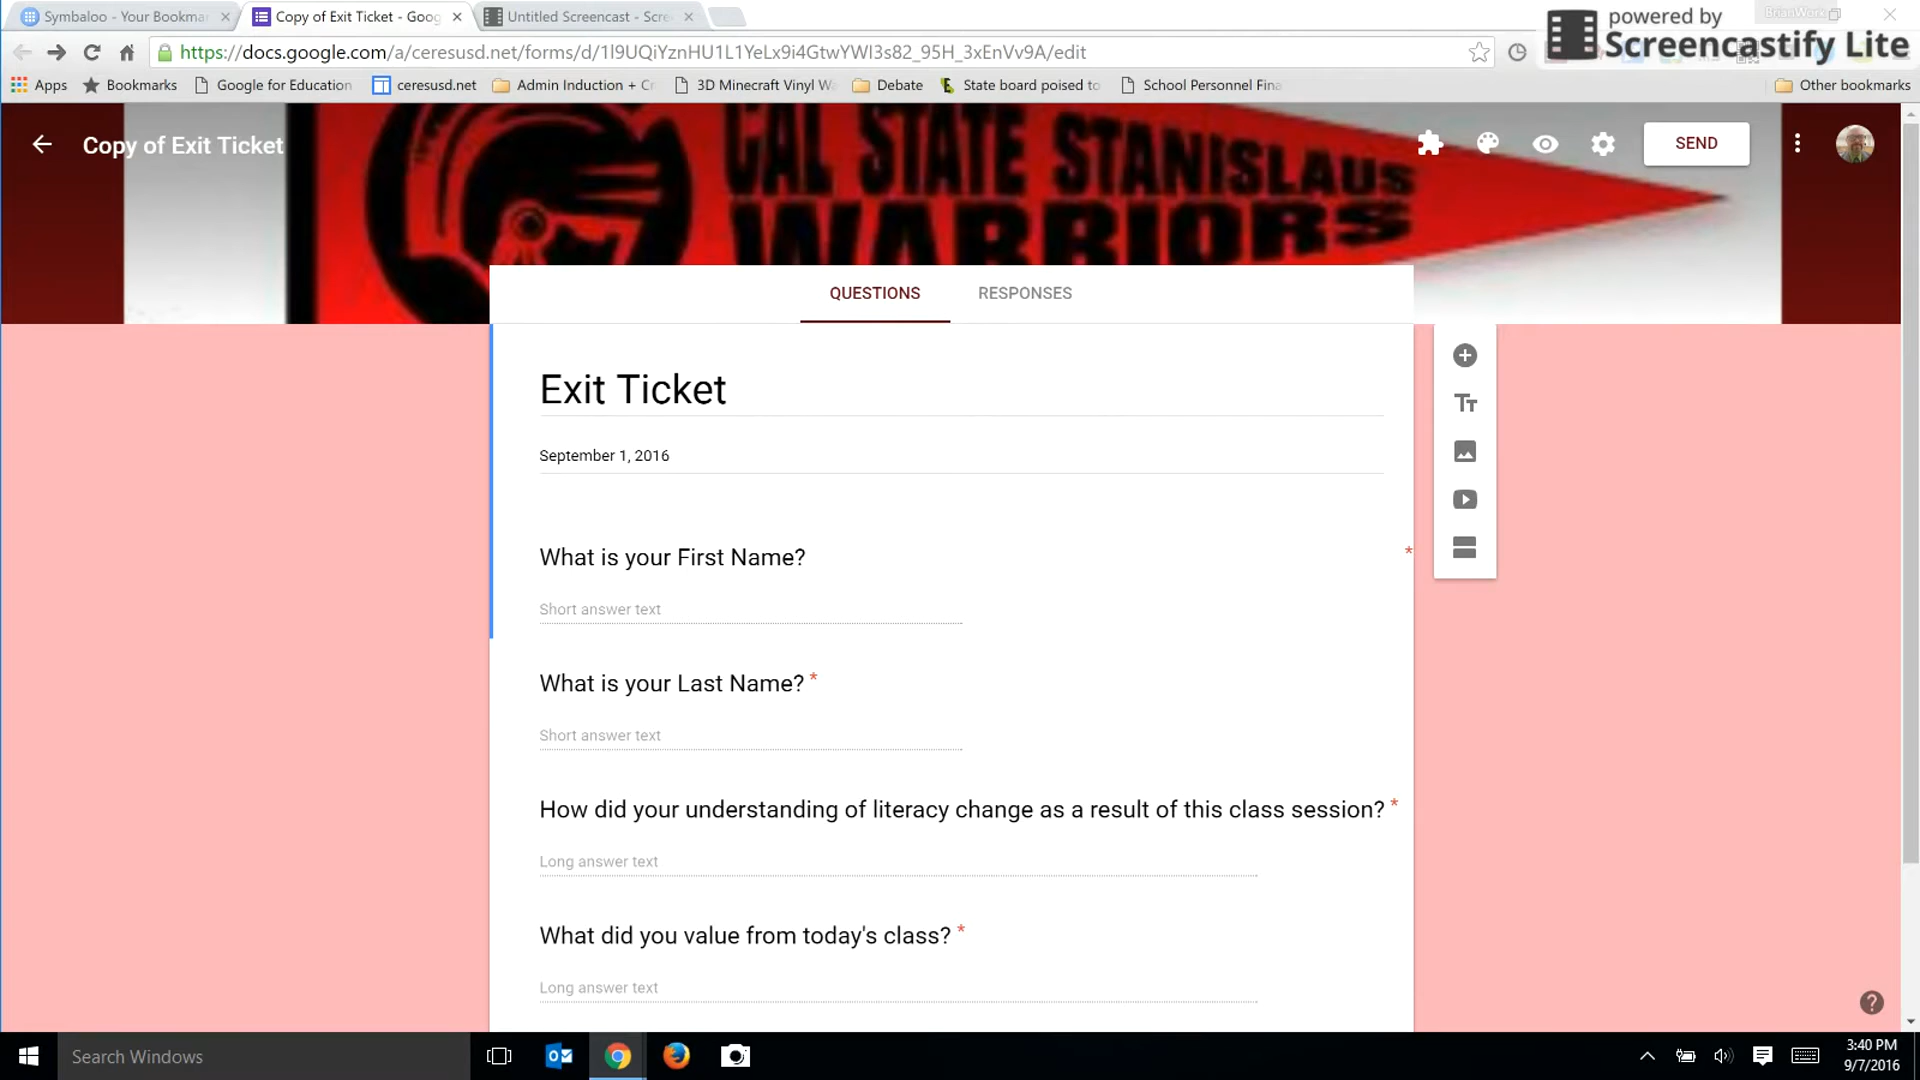 Symbaloo - Your Bookmar
Copy of Exit Ticket - Goog
Untitled Screencast - Scre
BrianWork
powered by
Screencastify Lite
https://docs.google.com/a/ceresusd.net/forms/d/1l9UQiYznHU1L1YeLx9i4GtwYWI3s82_95H_3xEnVv9A/edit
Apps
Bookmarks
Google for Education
ceresusd.net
Admin Induction + Cr
3D Minecraft Vinyl Wa
Debate
State board poised to
School Personnel Fina
Other bookmarks
Copy of Exit Ticket
CAL STATE STANISLAUS
WARRIORS
SEND
QUESTIONS
RESPONSES
Exit Ticket
September 1, 2016
What is your First Name? *
Short answer text
What is your Last Name? *
Short answer text
How did your understanding of literacy change as a result of this class session? *
Long answer text
What did you value from today's class? *
Long answer text
Search Windows
3:40 PM
9/7/2016